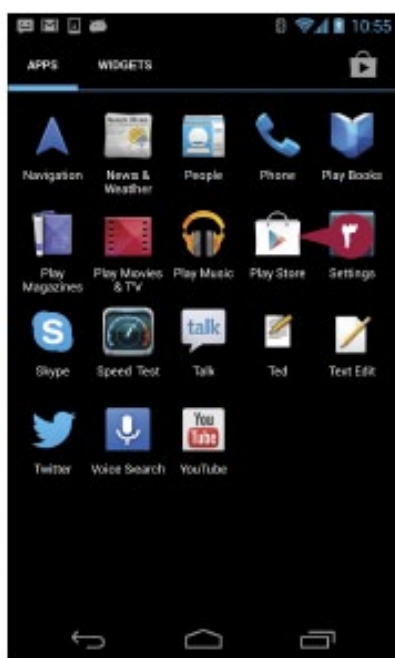 10:55
APPS WIDGETS
Navigation News & Weather People Phone Play Books
Play Magazines Play Movies & TV Play Music Play Store ٣ Settings
S
talk
Skype Speed Test Talk Ted Text Edit
You
Tube
Twitter Voice Search YouTube